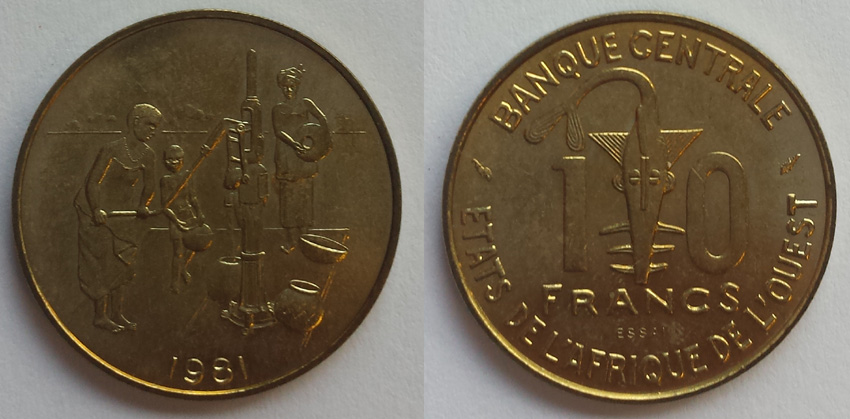 1981
BANQUE CENTRALE
10
FRANCS
ESSAI
ETATS DE L'AFRIQUE DE L'OUEST